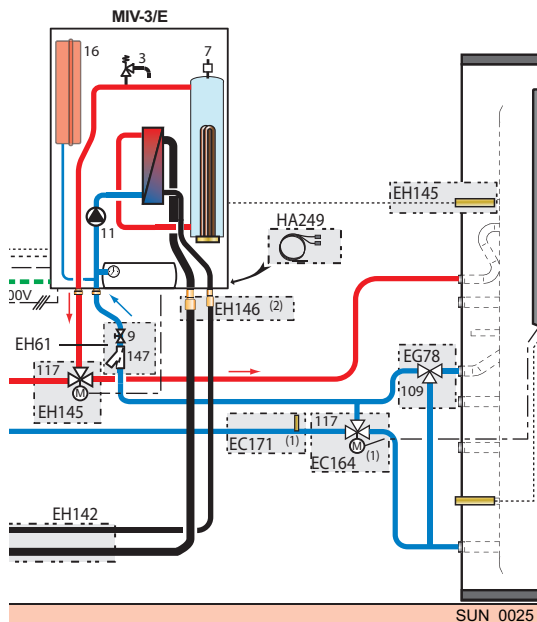 MIV-3/E
16
3
7
EH145
HA249
11
00V
EH146 (2)
9
EH61
147
EG78
117
M
109
EH145
117
EC171 (1)
M (1)
EC164
EH142
SUN 0025